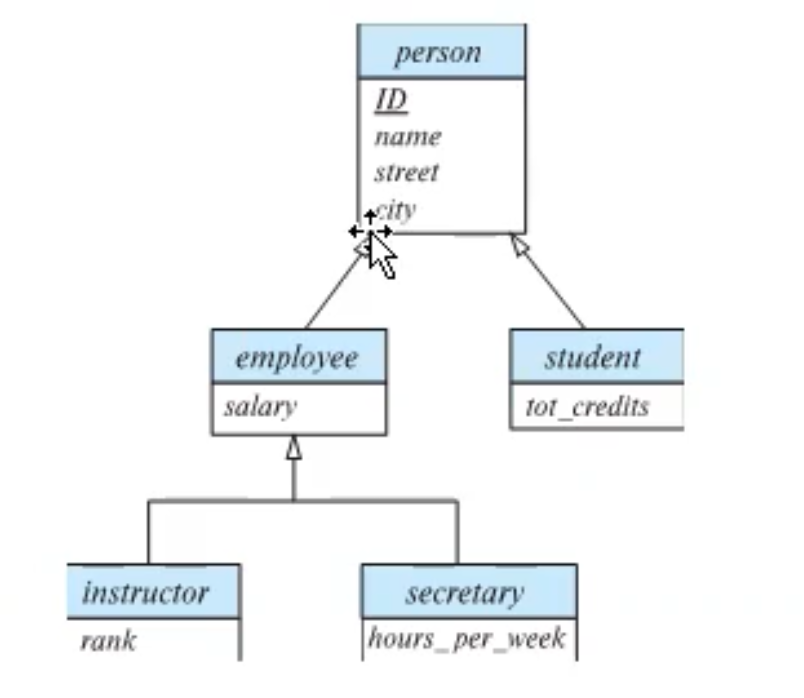 person
ID
name
street
city
employee
salary
student
tot_credits
instructor
rank
secretary
hours_per_week